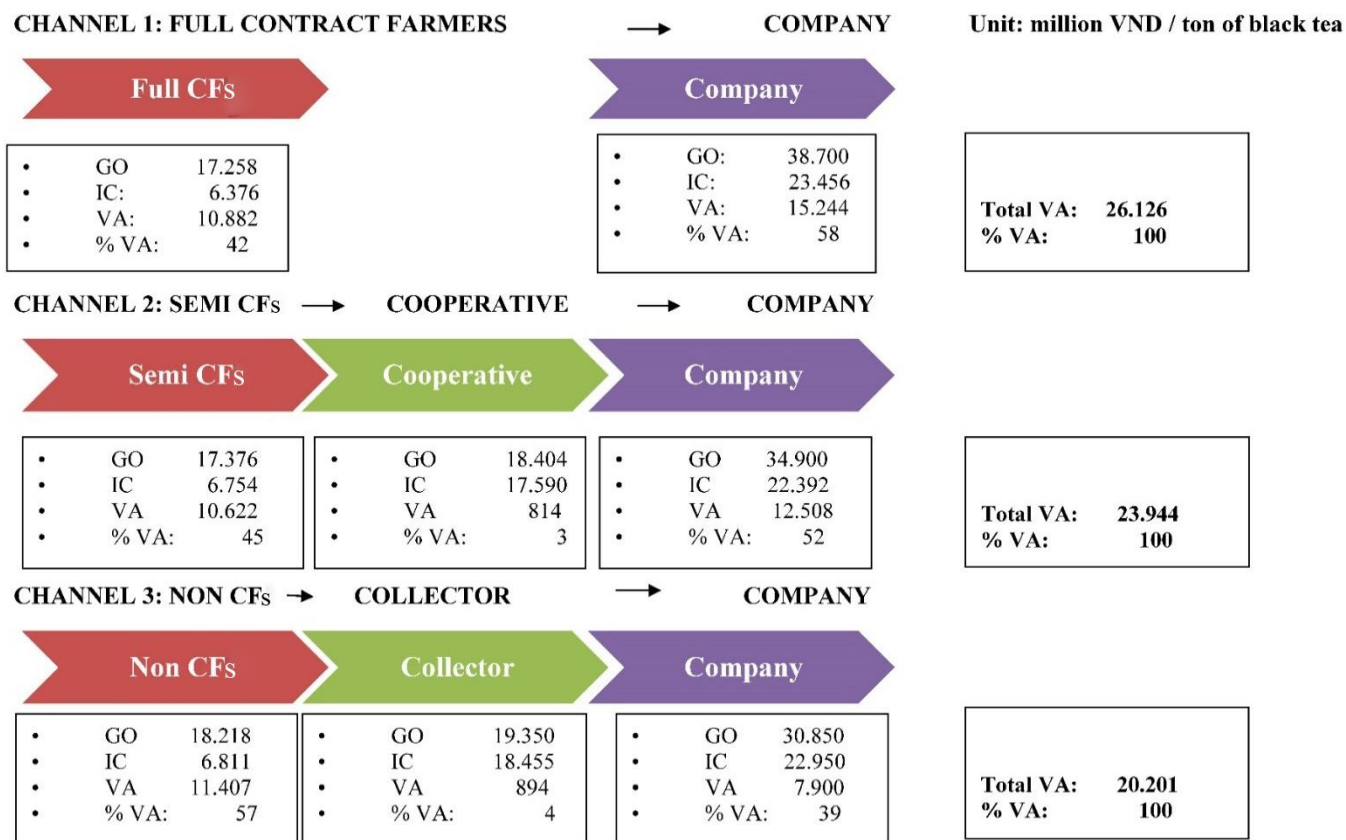 CHANNEL 1: FULL CONTRACT FARMERS → COMPANY Unit: million VND / ton of black tea
Full CFs Company
• GO 17.258
• IC: 6.376
• VA: 10.882
• % VA: 42
• GO: 38.700
• IC: 23.456
• VA: 15.244
• % VA: 58
Total VA: 26.126
% VA: 100
CHANNEL 2: SEMI CFs → COOPERATIVE → COMPANY
Semi CFs Cooperative Company
• GO 17.376
• IC 6.754
• VA 10.622
• % VA: 45
• GO 18.404
• IC 17.590
• VA 814
• % VA: 3
• GO 34.900
• IC 22.392
• VA 12.508
• % VA: 52
Total VA: 23.944
% VA: 100
CHANNEL 3: NON CFs → COLLECTOR → COMPANY
Non CFs Collector Company
• GO 18.218
• IC 6.811
• VA 11.407
• % VA: 57
• GO 19.350
• IC 18.455
• VA 894
• % VA: 4
• GO 30.850
• IC 22.950
• VA 7.900
• % VA: 39
Total VA: 20.201
% VA: 100